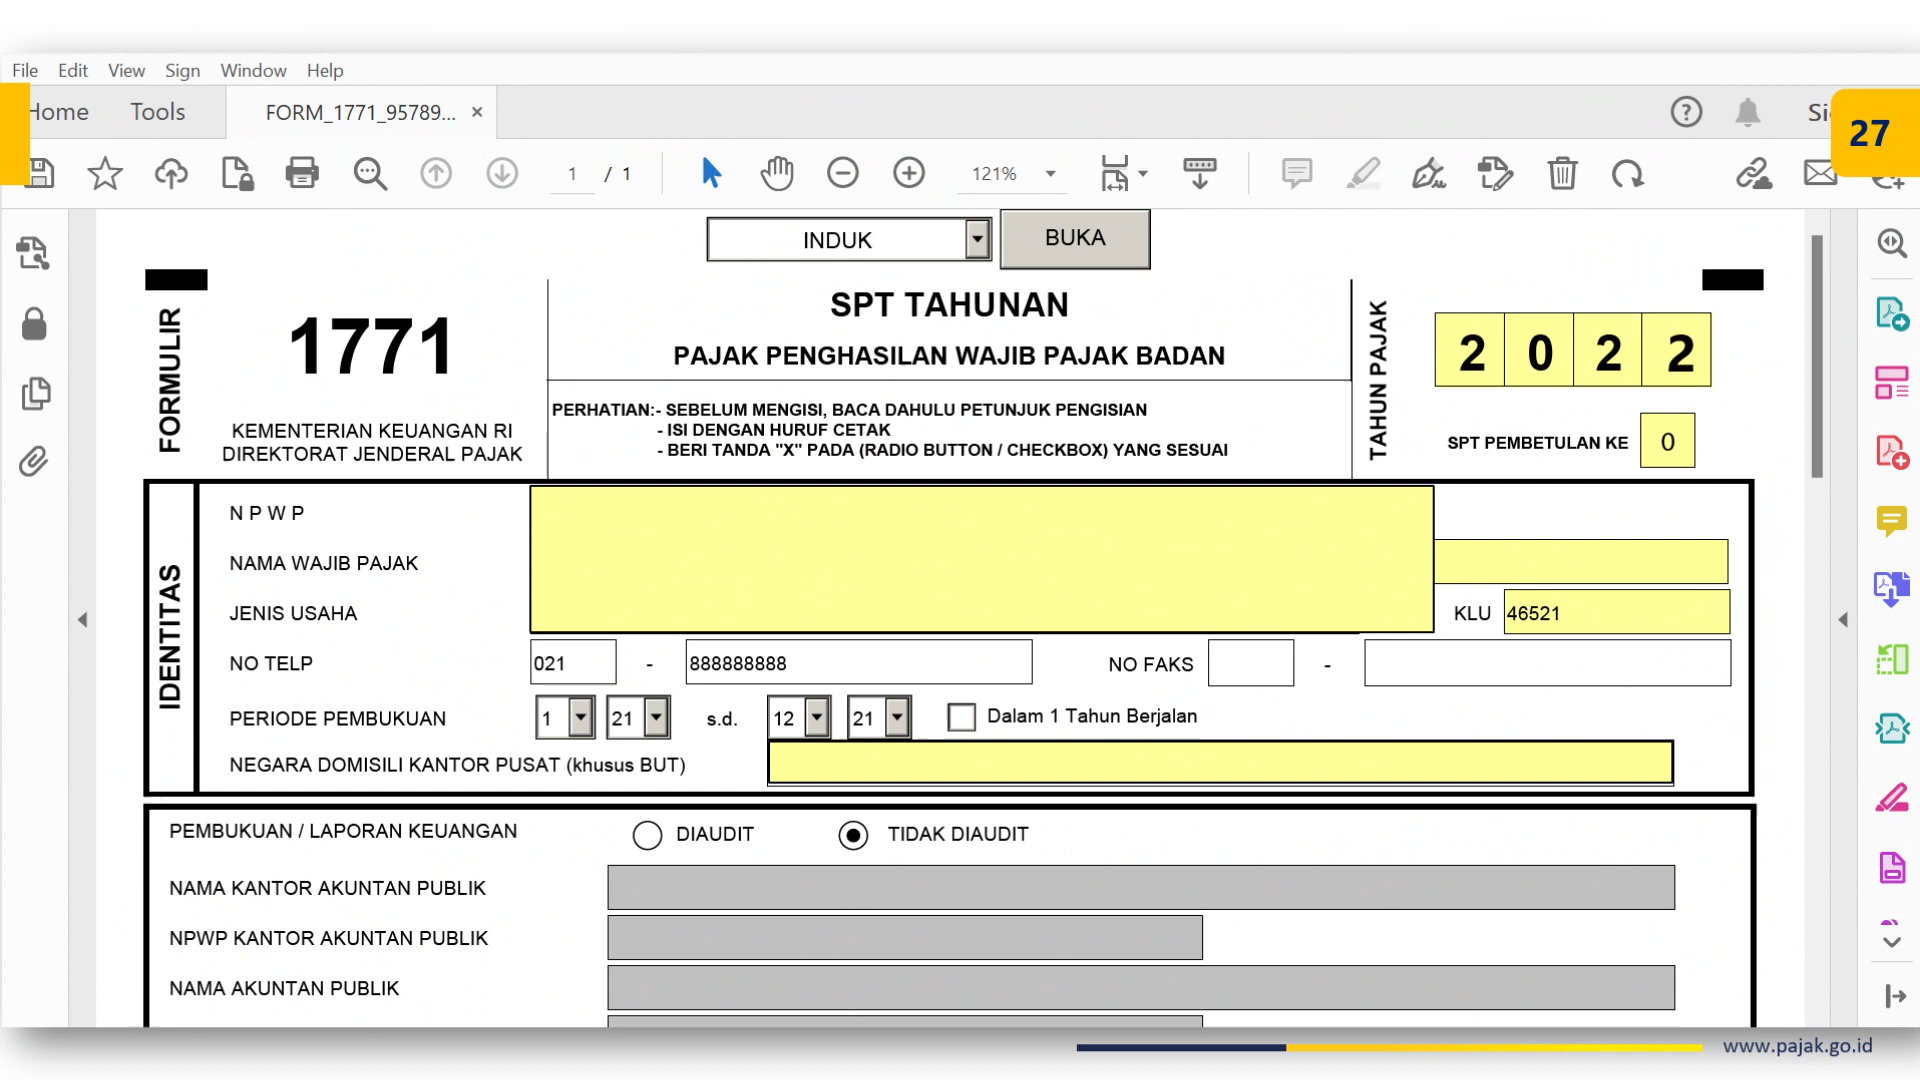 File Edit View Sign Window Help
Home Tools FORM_1771_95789... ×
27
1 / 1 121%
INDUK BUKA
FORMULIR
1771
KEMENTERIAN KEUANGAN RI
DIREKTORAT JENDERAL PAJAK
SPT TAHUNAN
PAJAK PENGHASILAN WAJIB PAJAK BADAN
PERHATIAN:- SEBELUM MENGISI, BACA DAHULU PETUNJUK PENGISIAN
- ISI DENGAN HURUF CETAK
- BERI TANDA "X" PADA (RADIO BUTTON / CHECKBOX) YANG SESUAI
TAHUN PAJAK
2 0 2 2
SPT PEMBETULAN KE 0
IDENTITAS
N P W P
NAMA WAJIB PAJAK
JENIS USAHA KLU 46521
NO TELP 021 - 888888888 NO FAKS -
PERIODE PEMBUKUAN 1 21 s.d. 12 21 Dalam 1 Tahun Berjalan
NEGARA DOMISILI KANTOR PUSAT (khusus BUT)
PEMBUKUAN / LAPORAN KEUANGAN DIAUDIT TIDAK DIAUDIT
NAMA KANTOR AKUNTAN PUBLIK
NPWP KANTOR AKUNTAN PUBLIK
NAMA AKUNTAN PUBLIK
www.pajak.go.id